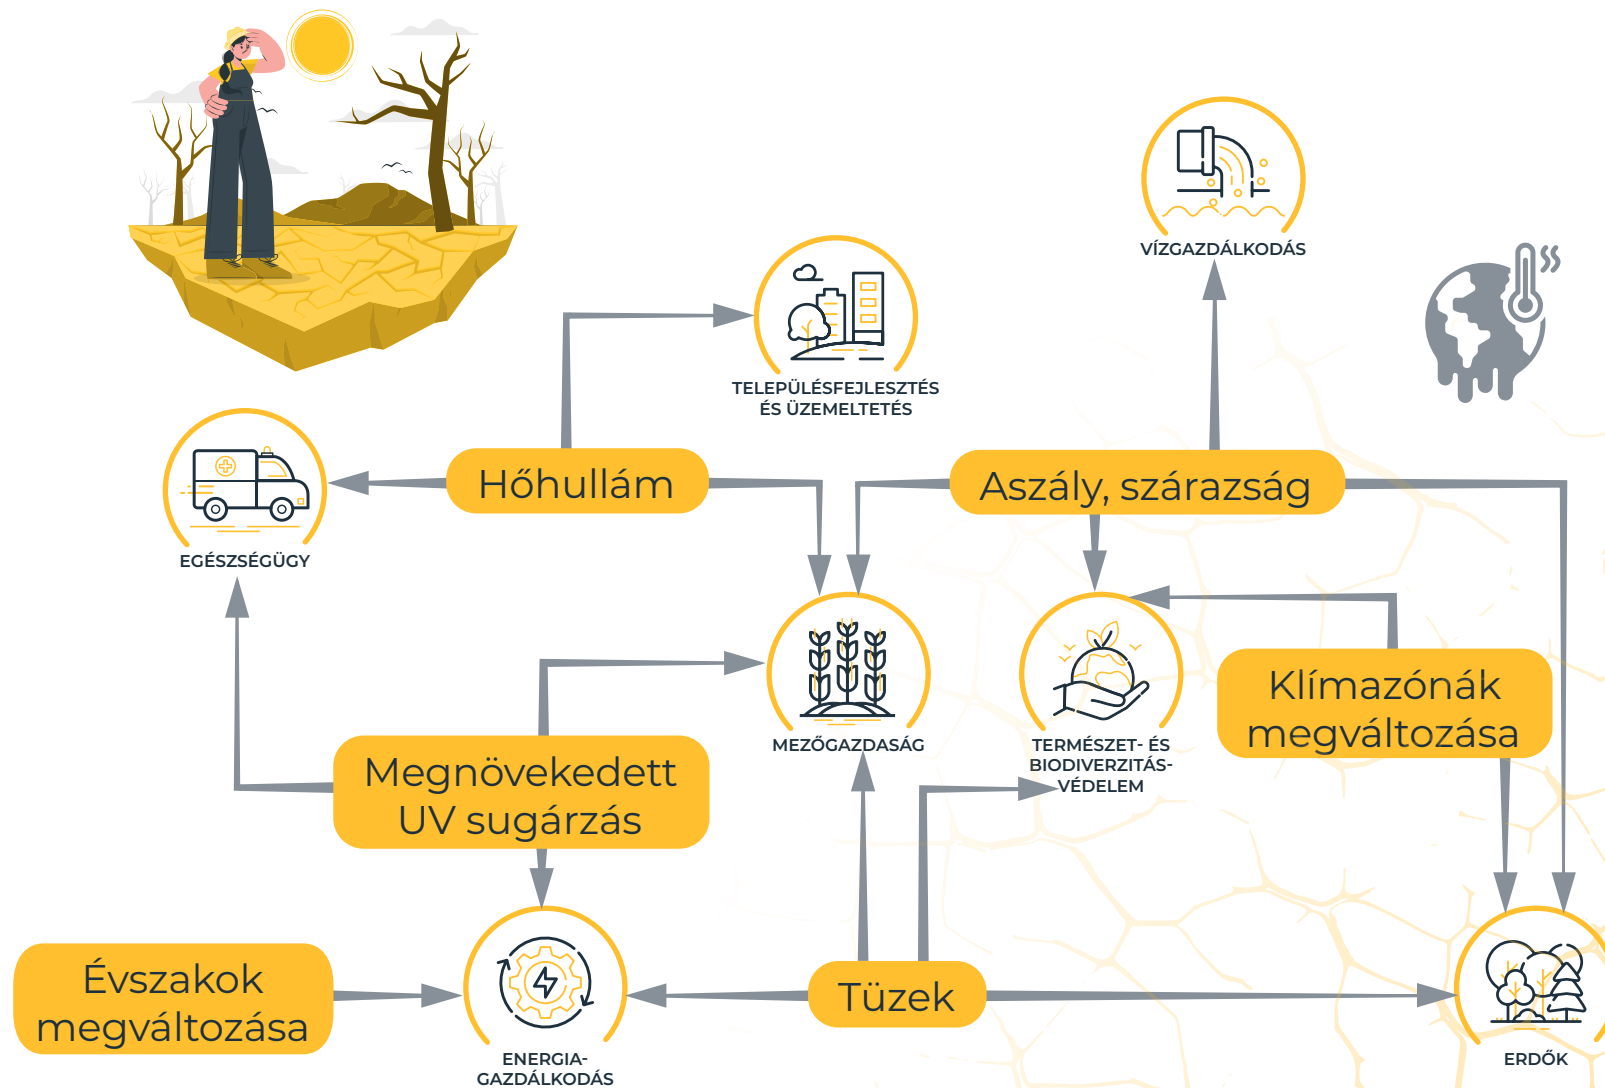 VÍZGAZDÁLKODÁS
TELEPÜLÉSFEJLESZTÉS
ÉS ÜZEMELTETÉS
Hőhullám
Aszály, szárazság
EGÉSZSÉGÜGY
Klímazónák
megváltozása
MEZŐGAZDASÁG
TERMÉSZET- ÉS
BIODIVERZITÁS-
VÉDELEM
Megnövekedett
UV sugárzás
Évszakok
megváltozása
Tüzek
ENERGIA-
GAZDÁLKODÁS
ERDŐK